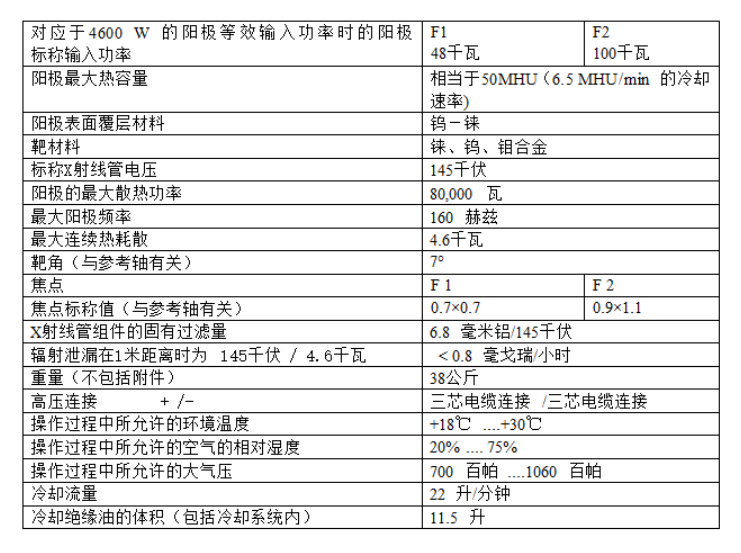 对应于4600 W 的阳极等效输入功率时的阳极 F1 F2
标称输入功率 48千瓦 100千瓦
阳极最大热容量 相当于50MHU（6.5 MHU/min 的冷却
速率)
阳极表面覆层材料 钨－铼
靶材料 铼、钨、钼合金
标称X射线管电压 145千伏
阳极的最大散热功率 80,000 瓦
最大阳极频率 160 赫兹
最大连续热耗散 4.6千瓦
靶角（与参考轴有关） 7°
焦点 F 1 F 2
焦点标称值（与参考轴有关） 0.7×0.7 0.9×1.1
X射线管组件的固有过滤量 6.8 毫米铝/145千伏
辐射泄漏在1米距离时为 145千伏 / 4.6千瓦 ＜0.8 毫戈瑞/小时
重量（不包括附件） 38公斤
高压连接 + /- 三芯电缆连接 /三芯电缆连接
操作过程中所允许的环境温度 +18℃ ....+30℃
操作过程中所允许的空气的相对湿度 20% .... 75%
操作过程中所允许的大气压 700 百帕 ....1060 百帕
冷却流量 22 升/分钟
冷却绝缘油的体积（包括冷却系统内） 11.5 升